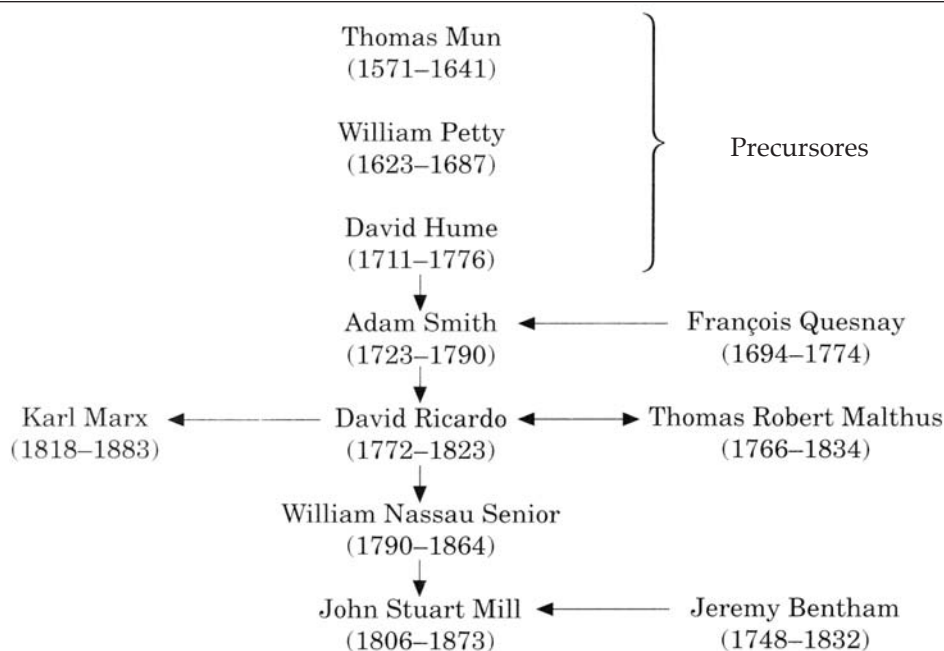 Thomas Mun
(1571–1641)
William Petty
(1623–1687)
Precursores
David Hume
(1711–1776)
Adam Smith
(1723–1790)
François Quesnay
(1694–1774)
Karl Marx
(1818–1883)
David Ricardo
(1772–1823)
Thomas Robert Malthus
(1766–1834)
William Nassau Senior
(1790–1864)
John Stuart Mill
(1806–1873)
Jeremy Bentham
(1748–1832)